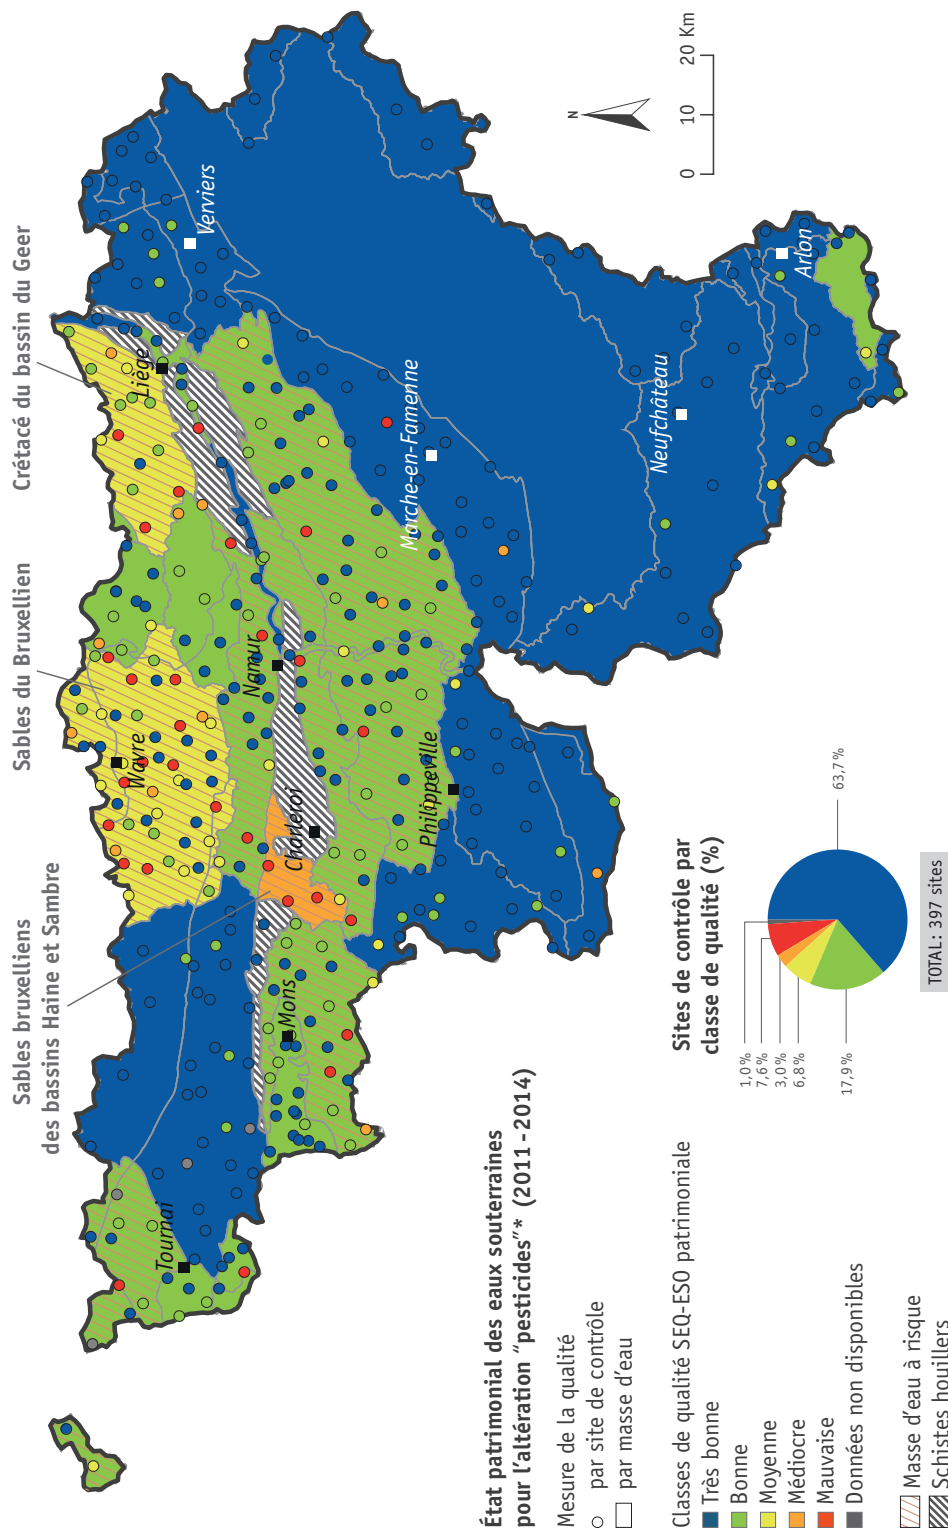 Sables bruxelliens
des bassins Haine et Sambre
Sables du Bruxellien
Crétacé du bassin du Geer
Tournai
Mons
Charleroi
Wavre
Namur
Philippeville
Liège
Verviers
Marche-en-Famenne
Neufchâteau
Arlon
N
0 10 20 Km
État patrimonial des eaux souterraines
pour l'altération "pesticides"* (2011-2014)
Mesure de la qualité
par site de contrôle
par masse d'eau
Classes de qualité SEQ-ESO patrimoniale
Très bonne
Bonne
Moyenne
Médiocre
Mauvaise
Données non disponibles
Masse d'eau à risque
Schistes houillers
Sites de contrôle par
classe de qualité (%)
1,0 %
7,6 %
3,0 %
6,8 %
17,9 %
63,7 %
TOTAL : 397 sites